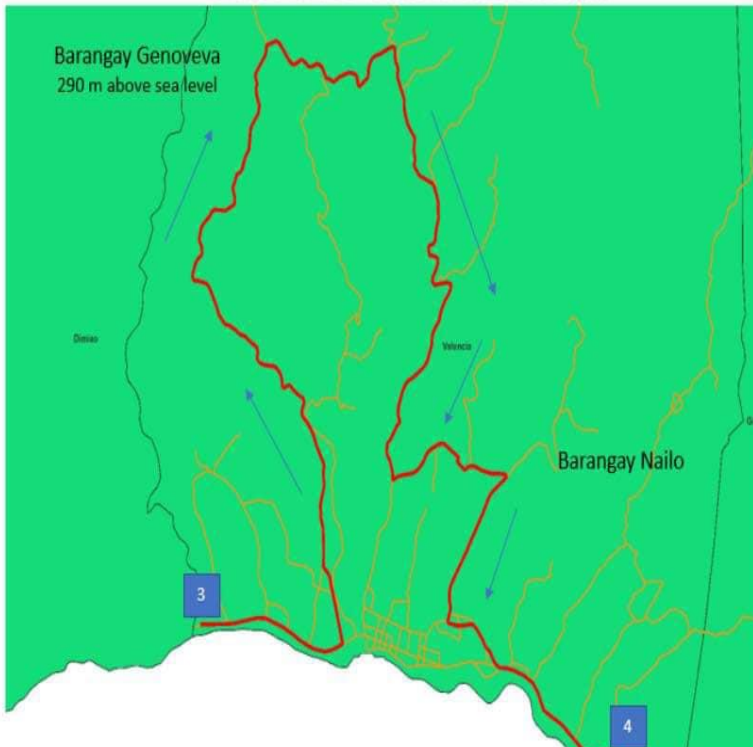 Barangay Genoveva
290 m above sea level
Dimiao
Valencia
G
Barangay Nailo
3
4